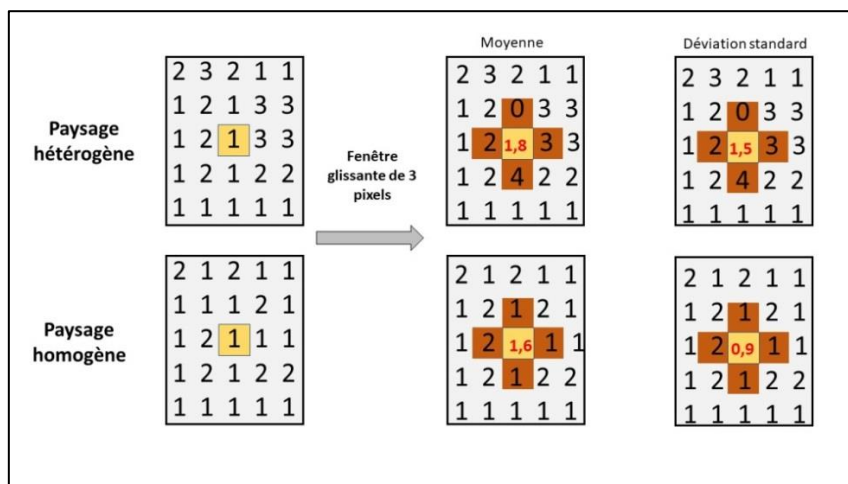 Moyenne
Déviation standard
Paysage
hétérogène
2 3 2 1 1
1 2 1 3 3
1 2 1 3 3
1 2 1 2 2
1 1 1 1 1
Fenêtre
glissante de 3
pixels
2 3 2 1 1
1 2 0 3 3
1 2 1,8 3 3
1 2 4 2 2
1 1 1 1 1
2 3 2 1 1
1 2 0 3 3
1 2 1,5 3 3
1 2 4 2 2
1 1 1 1 1
Paysage
homogène
2 1 2 1 1
1 1 1 2 1
1 2 1 1 1
1 2 1 2 2
1 1 1 1 1
2 1 2 1 1
1 2 1 2 1
1 2 1,6 1 1
1 2 1 2 2
1 1 1 1 1
2 1 2 1 1
1 2 1 2 1
1 2 0,9 1 1
1 2 1 2 2
1 1 1 1 1